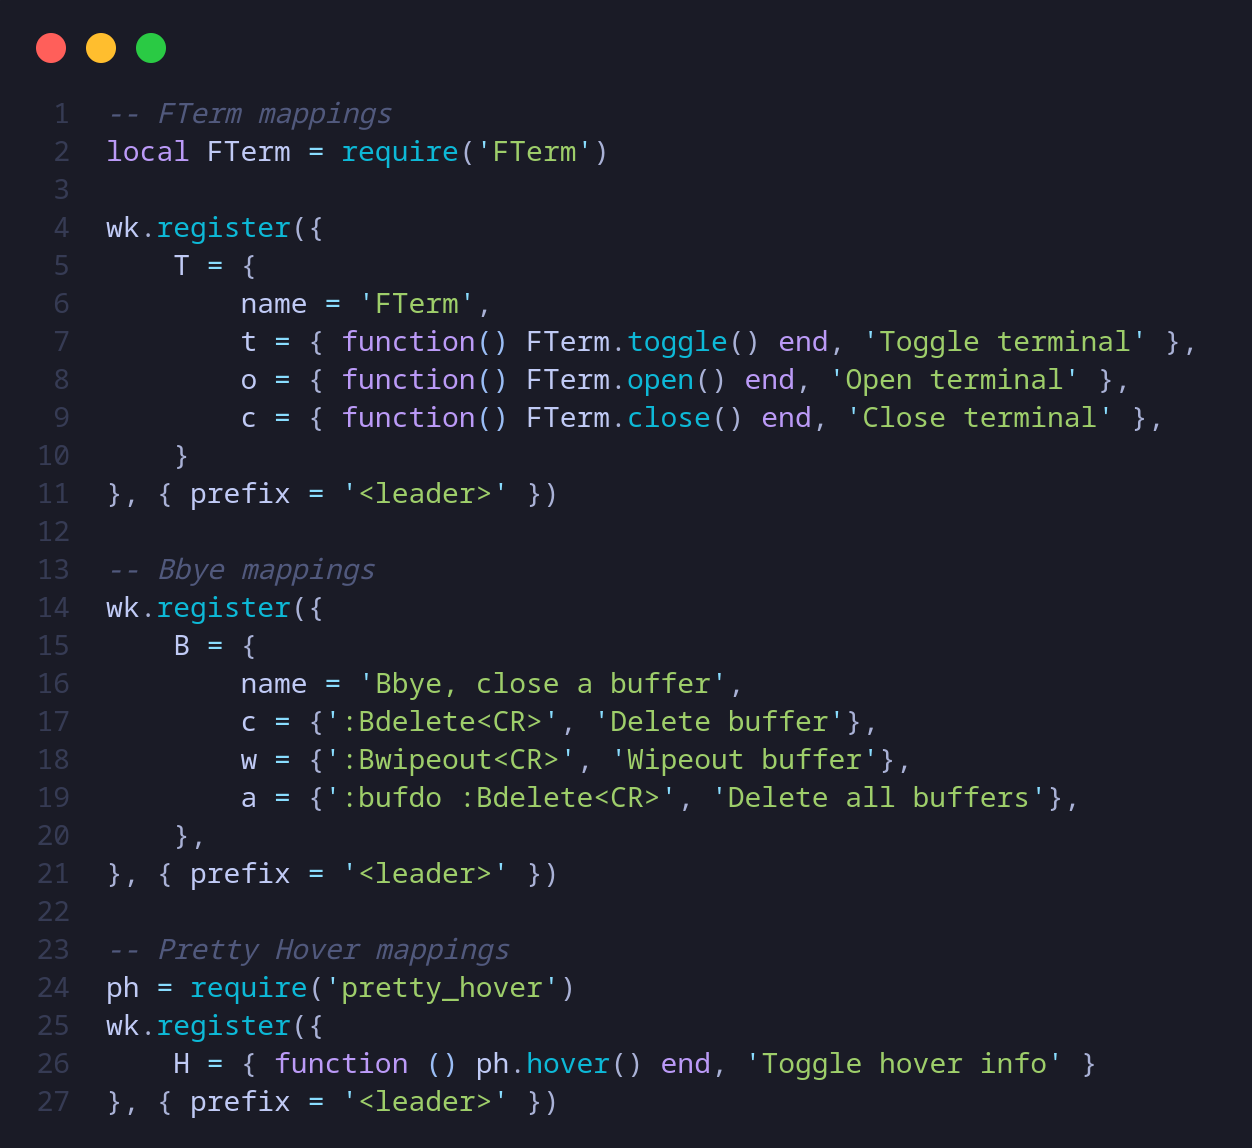 1 -- FTerm mappings
2 local FTerm = require('FTerm')
3
4 wk.register({
5     T = {
6         name = 'FTerm',
7         t = { function() FTerm.toggle() end, 'Toggle terminal' },
8         o = { function() FTerm.open() end, 'Open terminal' },
9         c = { function() FTerm.close() end, 'Close terminal' },
10     }
11 }, { prefix = '<leader>' })
12
13 -- Bbye mappings
14 wk.register({
15     B = {
16         name = 'Bbye, close a buffer',
17         c = {':Bdelete<CR>', 'Delete buffer'},
18         w = {':Bwipeout<CR>', 'Wipeout buffer'},
19         a = {':bufdo :Bdelete<CR>', 'Delete all buffers'},
20     },
21 }, { prefix = '<leader>' })
22
23 -- Pretty Hover mappings
24 ph = require('pretty_hover')
25 wk.register({
26     H = { function () ph.hover() end, 'Toggle hover info' }
27 }, { prefix = '<leader>' })